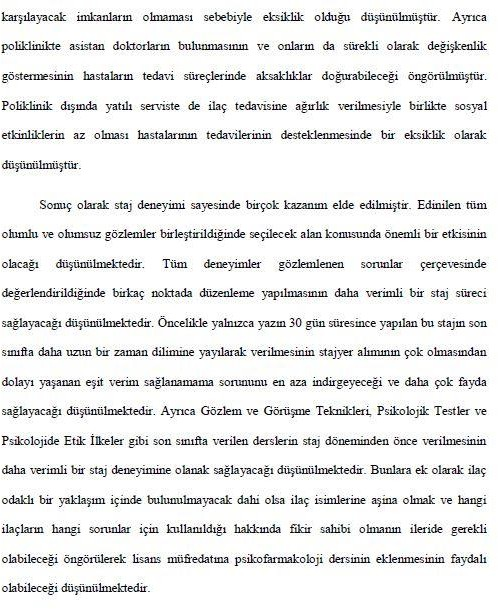 karşılayacak imkanların olmaması sebebiyle eksiklik olduğu düşünülmüştür. Ayrıca
poliklinikte asistan doktorların bulunmasının ve onların da sürekli olarak değişkenlik
göstermesinin hastaların tedavi süreçlerinde aksaklıklar doğurabileceği öngörülmüştür.
Poliklinik dışında yatılı serviste de ilaç tedavisine ağırlık verilmesiyle birlikte sosyal
etkinliklerin az olması hastalarının tedavilerinin desteklenmesinde bir eksiklik olarak
düşünülmüştür.
Sonuç olarak staj deneyimi sayesinde birçok kazanım elde edilmiştir. Edinilen tüm
olumlu ve olumsuz gözlemler birleştirildiğinde seçilecek alan konusunda önemli bir etkisinin
olacağı düşünülmektedir. Tüm deneyimler gözlemlenen sorunlar çerçevesinde
değerlendirildiğinde birkaç noktada düzenleme yapılmasının daha verimli bir staj süreci
sağlayacağı düşünülmektedir. Öncelikle yalnızca yazın 30 gün süresince yapılan bu stajın son
sınıfta daha uzun bir zaman dilimine yayılarak verilmesinin stajyer alımının çok olmasından
dolayı yaşanan eşit verim sağlanamama sorununu en aza indirgeyeceği ve daha çok fayda
sağlayacağı düşünülmektedir. Ayrıca Gözlem ve Görüşme Teknikleri, Psikolojik Testler ve
Psikolojide Etik İlkeler gibi son sınıfta verilen derslerin staj döneminden önce verilmesinin
daha verimli bir staj deneyimine olanak sağlayacağı düşünülmektedir. Bunlara ek olarak ilaç
odaklı bir yaklaşım içinde bulunulmayacak dahi olsa ilaç isimlerine aşina olmak ve hangi
ilaçların hangi sorunlar için kullanıldığı hakkında fikir sahibi olmanın ileride gerekli
olabileceği öngörülerek lisans müfredatına psikofarmakoloji dersinin eklenmesinin faydalı
olabileceği düşünülmektedir.